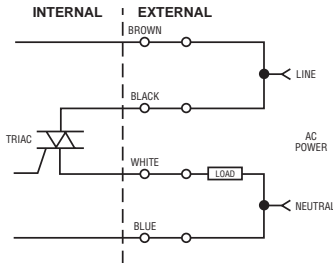 INTERNAL EXTERNAL
BROWN
LINE
BLACK
TRIAC
AC
POWER
WHITE
LOAD
NEUTRAL
BLUE